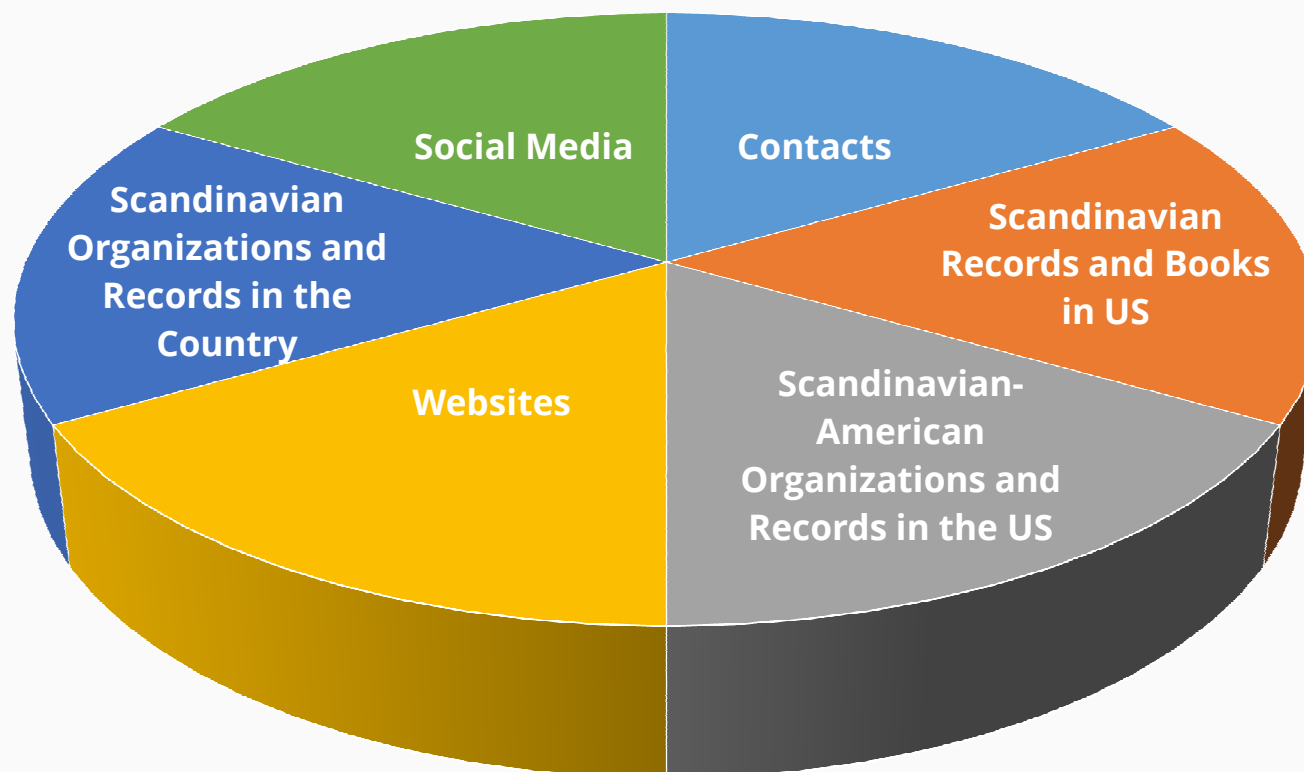 Social Media
Contacts
Scandinavian
Organizations and
Records in the
Country
Scandinavian
Records and Books
in US
Websites
Scandinavian-
American
Organizations and
Records in the US